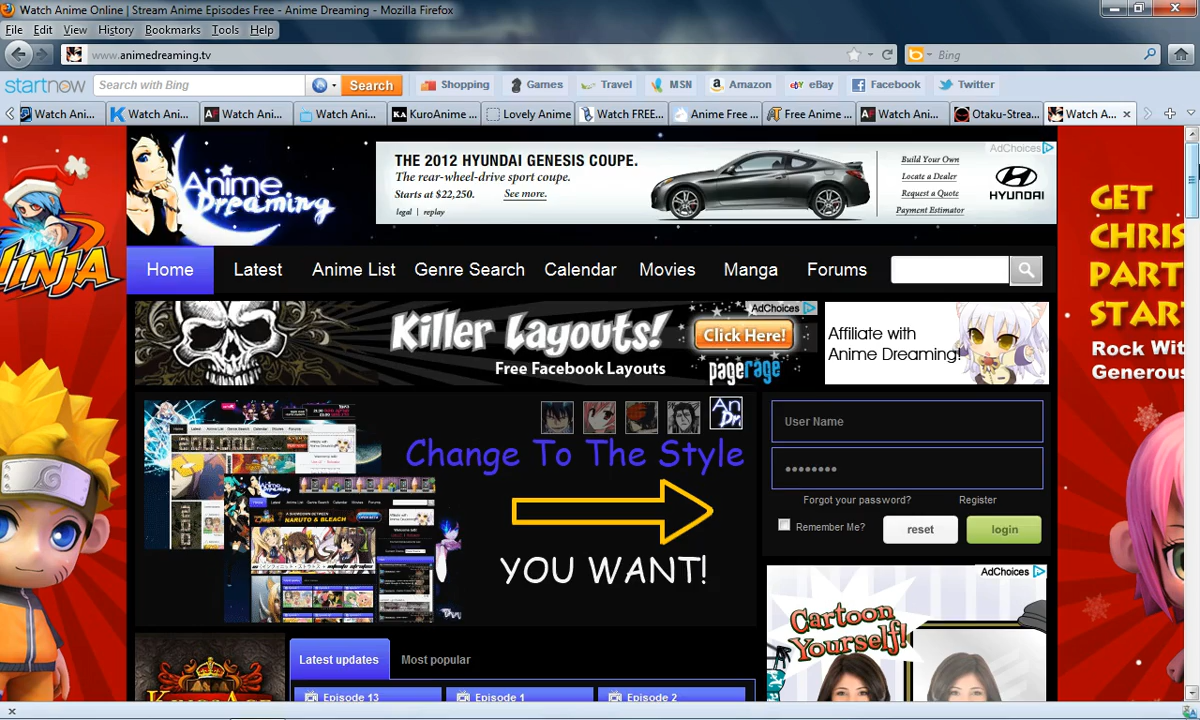 Watch Anime Online | Stream Anime Episodes Free - Anime Dreaming - Mozilla Firefox
File Edit View History Bookmarks Tools Help
www.animedreaming.tv
Bing
startnow
Search with Bing
Search
Shopping
Games
Travel
MSN
Amazon
eBay
Facebook
Twitter
Watch Ani...
Watch Ani...
Watch Ani...
Watch Ani...
KuroAnime ...
Lovely Anime
Watch FREE...
Anime Free ...
Free Anime ...
Watch Ani...
Otaku-Strea...
Watch A...
Anime
Dreaming
THE 2012 HYUNDAI GENESIS COUPE.
The rear-wheel-drive sport coupe.
Starts at $22,250. See more.
legal | replay
Build Your Own
Locate a Dealer
Request a Quote
Payment Estimator
AdChoices
HYUNDAI
NINJA
GET
CHRIS
PART
START
Rock Wit
Generous
Home
Latest
Anime List
Genre Search
Calendar
Movies
Manga
Forums
Killer Layouts!
Free Facebook Layouts
AdChoices
Click Here!
pagerage
Affiliate with
Anime Dreaming!
An
Dr
Change To The Style
YOU WANT!
User Name
••••••••
Forgot your password?
Register
Remember Me?
reset
login
AdChoices
Cartoon
Yourself!
Latest updates
Most popular
Episode 13
Episode 1
Episode 2